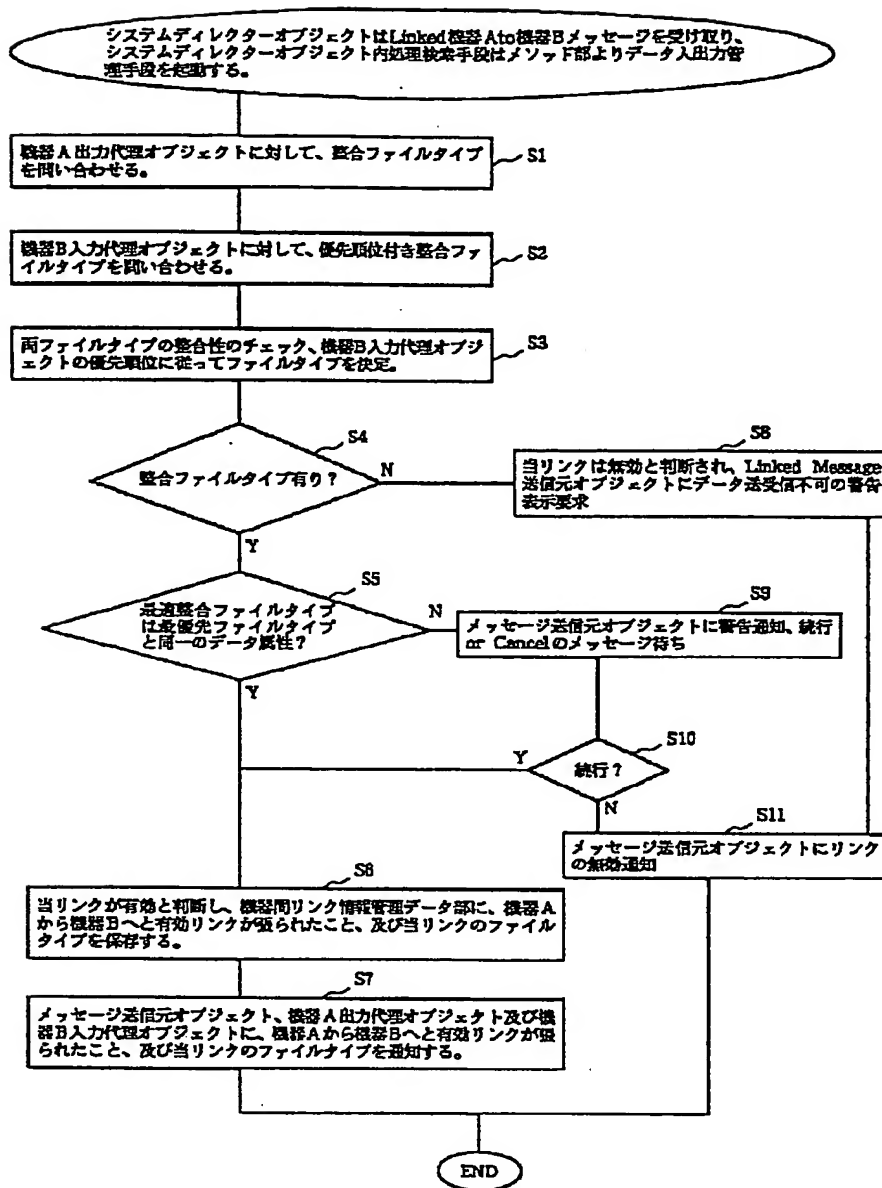 システムディレクターオブジェクトはLinked機器Ato機器Bメッセージを受け取り、
システムディレクターオブジェクト内処理検索手段はメソッド部よりデータ入出力管
理手段を起動する。
機器A出力代理オブジェクトに対して、整合ファイルタイプ
を問い合わせる。
S1
機器B入力代理オブジェクトに対して、優先順位付き整合ファ
イルタイプを問い合わせる。
S2
両ファイルタイプの整合性のチェック、機器B入力代理オブジ
ェクトの優先順位に従ってファイルタイプを決定。
S3
S4
整合ファイルタイプ有り?
N
Y
S8
当リンクは無効と判断され、Linked Message
送信元オブジェクトにデータ送受信不可の警告
表示要求
S5
最適整合ファイルタイプ
は最優先ファイルタイプ
と同一のデータ属性?
N
Y
S9
メッセージ送信元オブジェクトに警告通知、続行
or Cancelのメッセージ待ち
S10
続行?
Y
N
S11
メッセージ送信元オブジェクトにリンク
の無効通知
S6
当リンクが有効と判断し、機器間リンク情報管理データ部に、機器A
から機器Bへと有効リンクが張られたこと、及び当リンクのファイル
タイプを保存する。
S7
メッセージ送信元オブジェクト、機器A出力代理オブジェクト及び機
器B入力代理オブジェクトに、機器Aから機器Bへと有効リンクが張
られたこと、及び当リンクのファイルタイプを通知する。
END